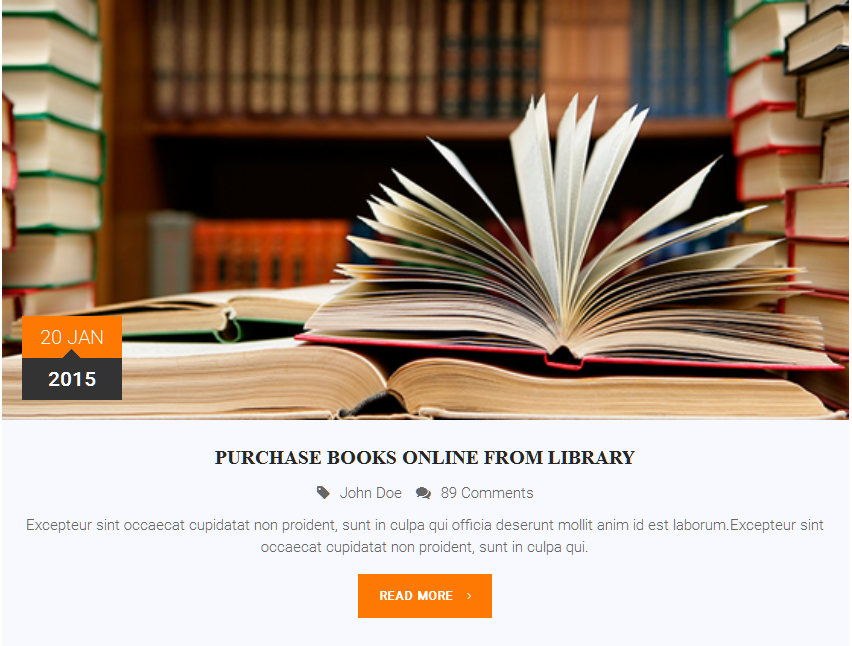 20 JAN
2015
PURCHASE BOOKS ONLINE FROM LIBRARY
John Doe 89 Comments
Excepteur sint occaecat cupidatat non proident, sunt in culpa qui officia deserunt mollit anim id est laborum.Excepteur sint
occaecat cupidatat non proident, sunt in culpa qui.
READ MORE